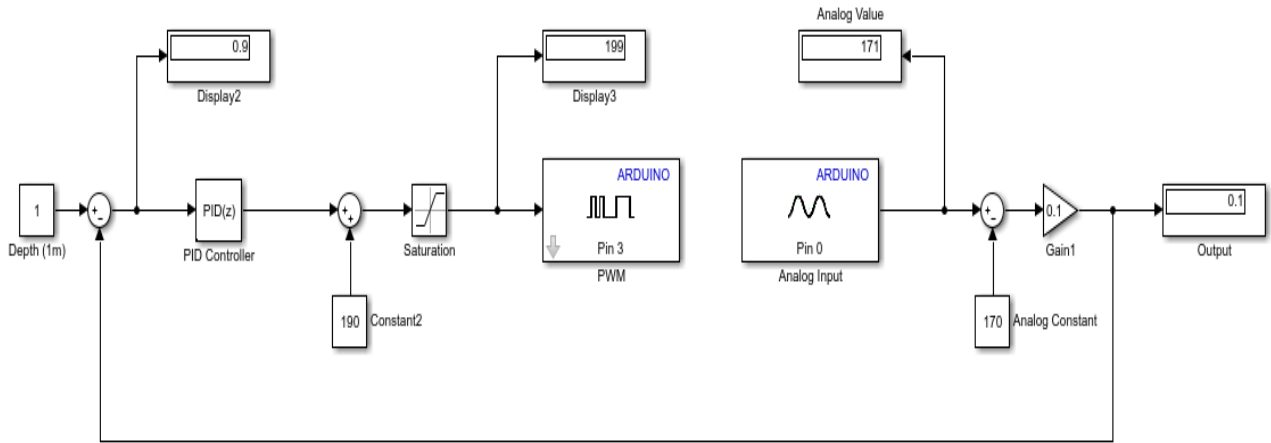 Analog Value
0.9
199
171
Display2
Display3
ARDUINO
ARDUINO
1
PID(z)
0.1
0.1
Depth (1m)
PID Controller
Saturation
Pin 3
Pin 0
Gain1
Output
PWM
Analog Input
190
Constant2
170
Analog Constant